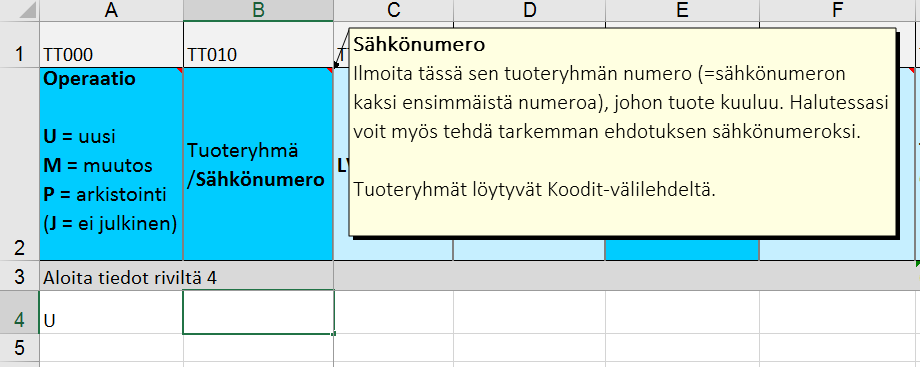 A B C D E F
1 TT000 TT010
Operaatio
U = uusi
M = muutos
P = arkistointi
(J = ei julkinen)
Tuoteryhmä
/Sähkönumero
Sähkönumero
Ilmoita tässä sen tuoteryhmän numero (=sähkönumeron
kaksi ensimmäistä numeroa), johon tuote kuuluu. Halutessasi
voit myös tehdä tarkemman ehdotuksen sähkönumeroksi.
Tuoteryhmät löytyvät Koodit-välilehdeltä.
2
3 Aloita tiedot riviltä 4
4 U
5